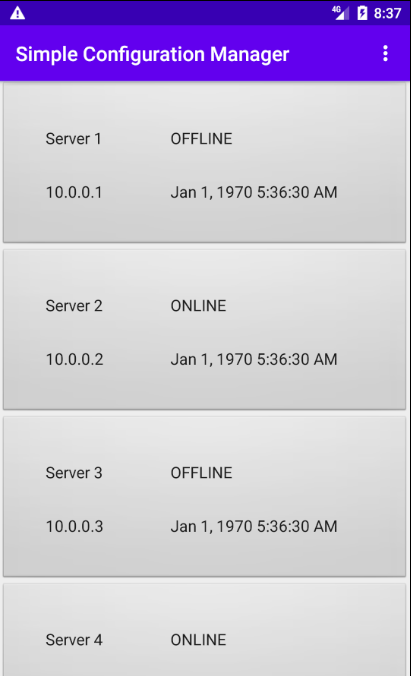 4G 8:37
Simple Configuration Manager
Server 1 OFFLINE
10.0.0.1 Jan 1, 1970 5:36:30 AM
Server 2 ONLINE
10.0.0.2 Jan 1, 1970 5:36:30 AM
Server 3 OFFLINE
10.0.0.3 Jan 1, 1970 5:36:30 AM
Server 4 ONLINE